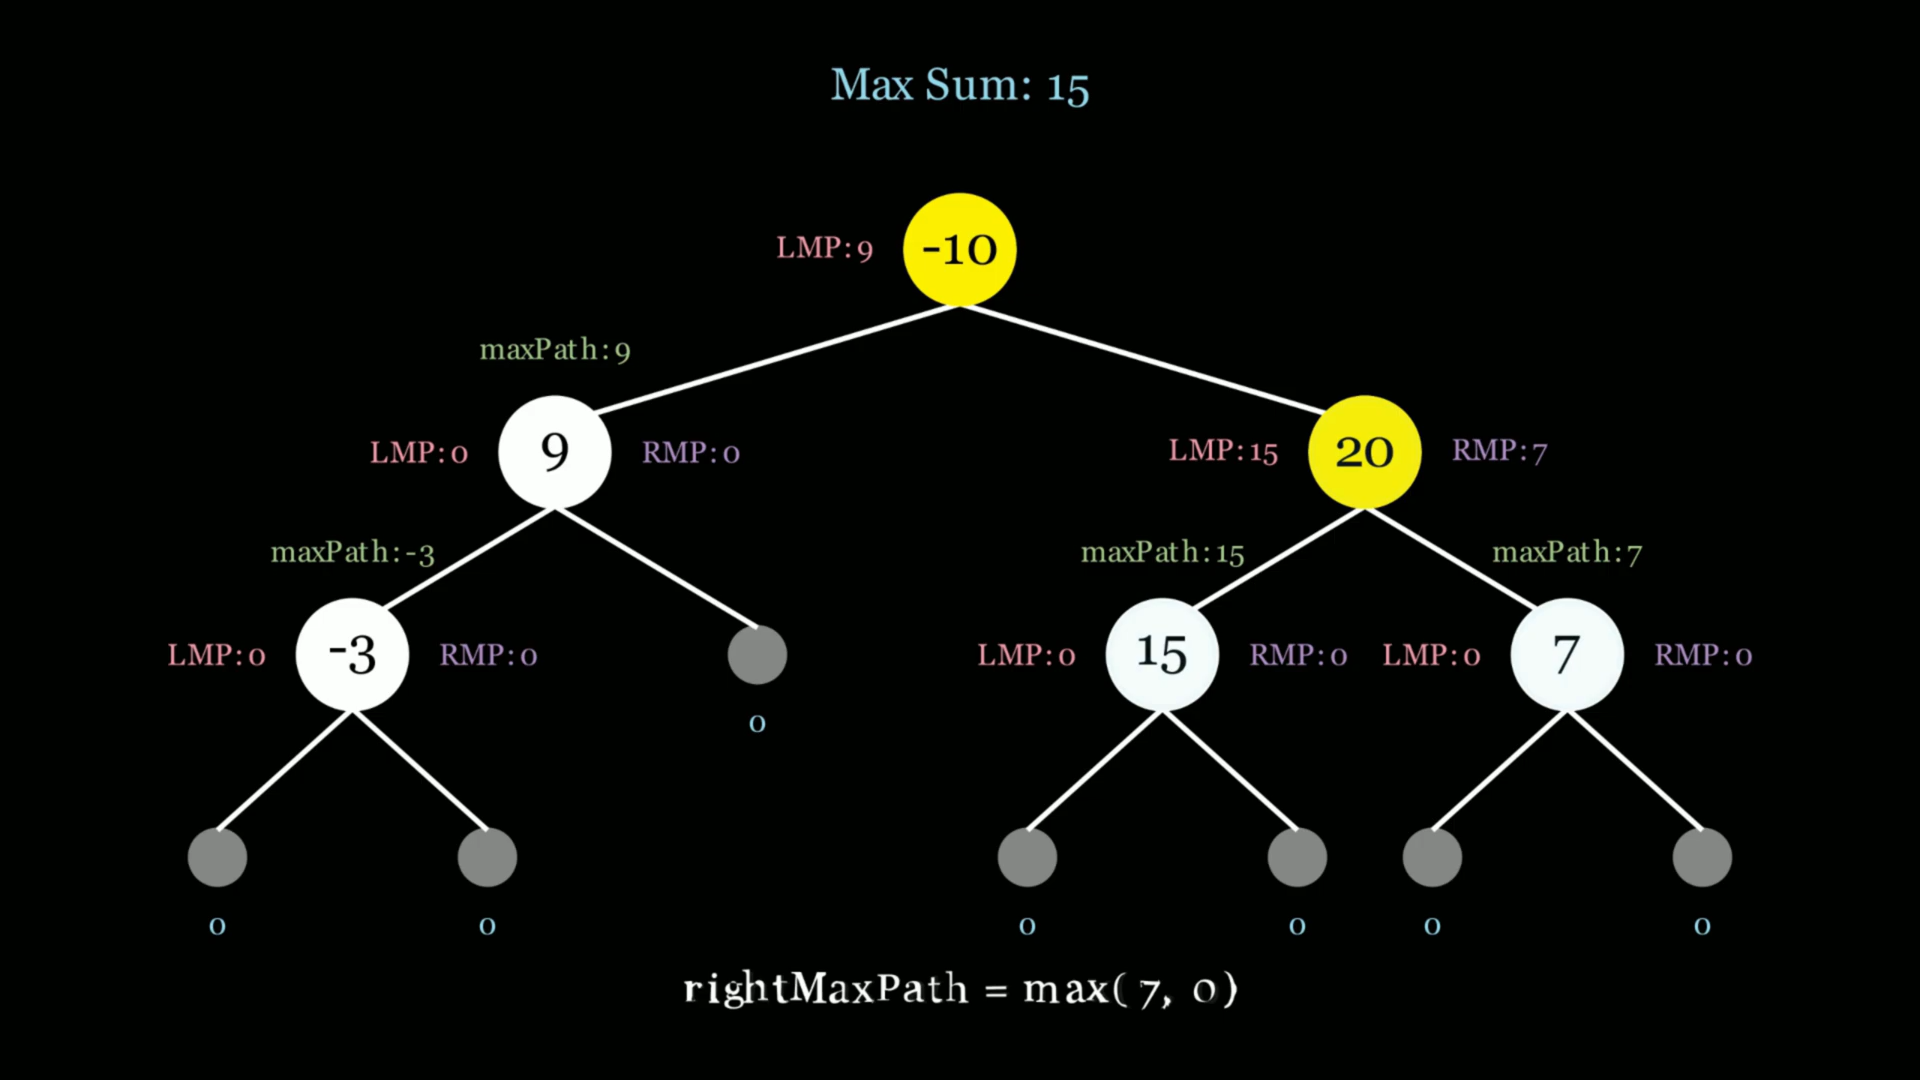 Max Sum: 15
LMP:9 -10
maxPath:9
LMP:0 9 RMP:0 LMP:15 20 RMP:7
maxPath:-3 maxPath:15 maxPath:7
LMP:0 -3 RMP:0 LMP:0 15 RMP:0 LMP:0 7 RMP:0
0
0 0 0 0 0 0
rightMaxPath = max( 7, 0)